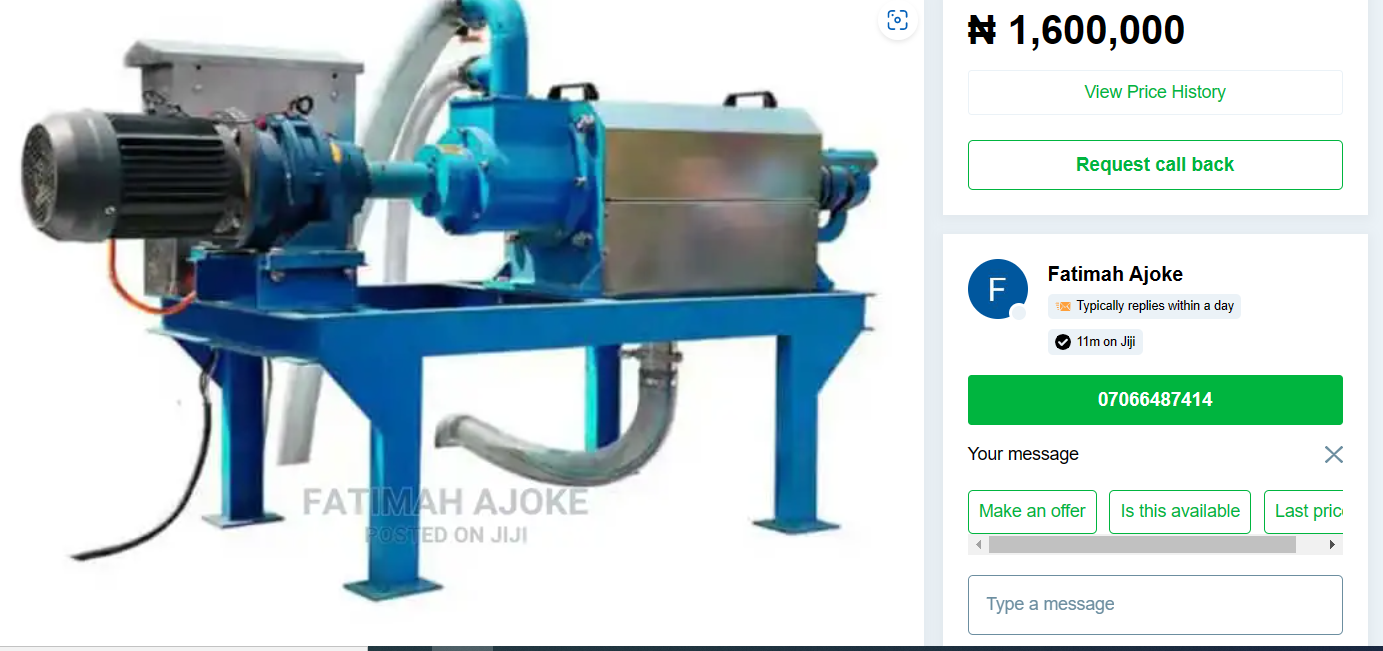 ₦ 1,600,000
View Price History
Request call back
F
Fatimah Ajoke
Typically replies within a day
11m on Jiji
07066487414
Your message
Make an offer
Is this available
Last pric
Type a message
FATIMAH AJOKE
POSTED ON JIJI